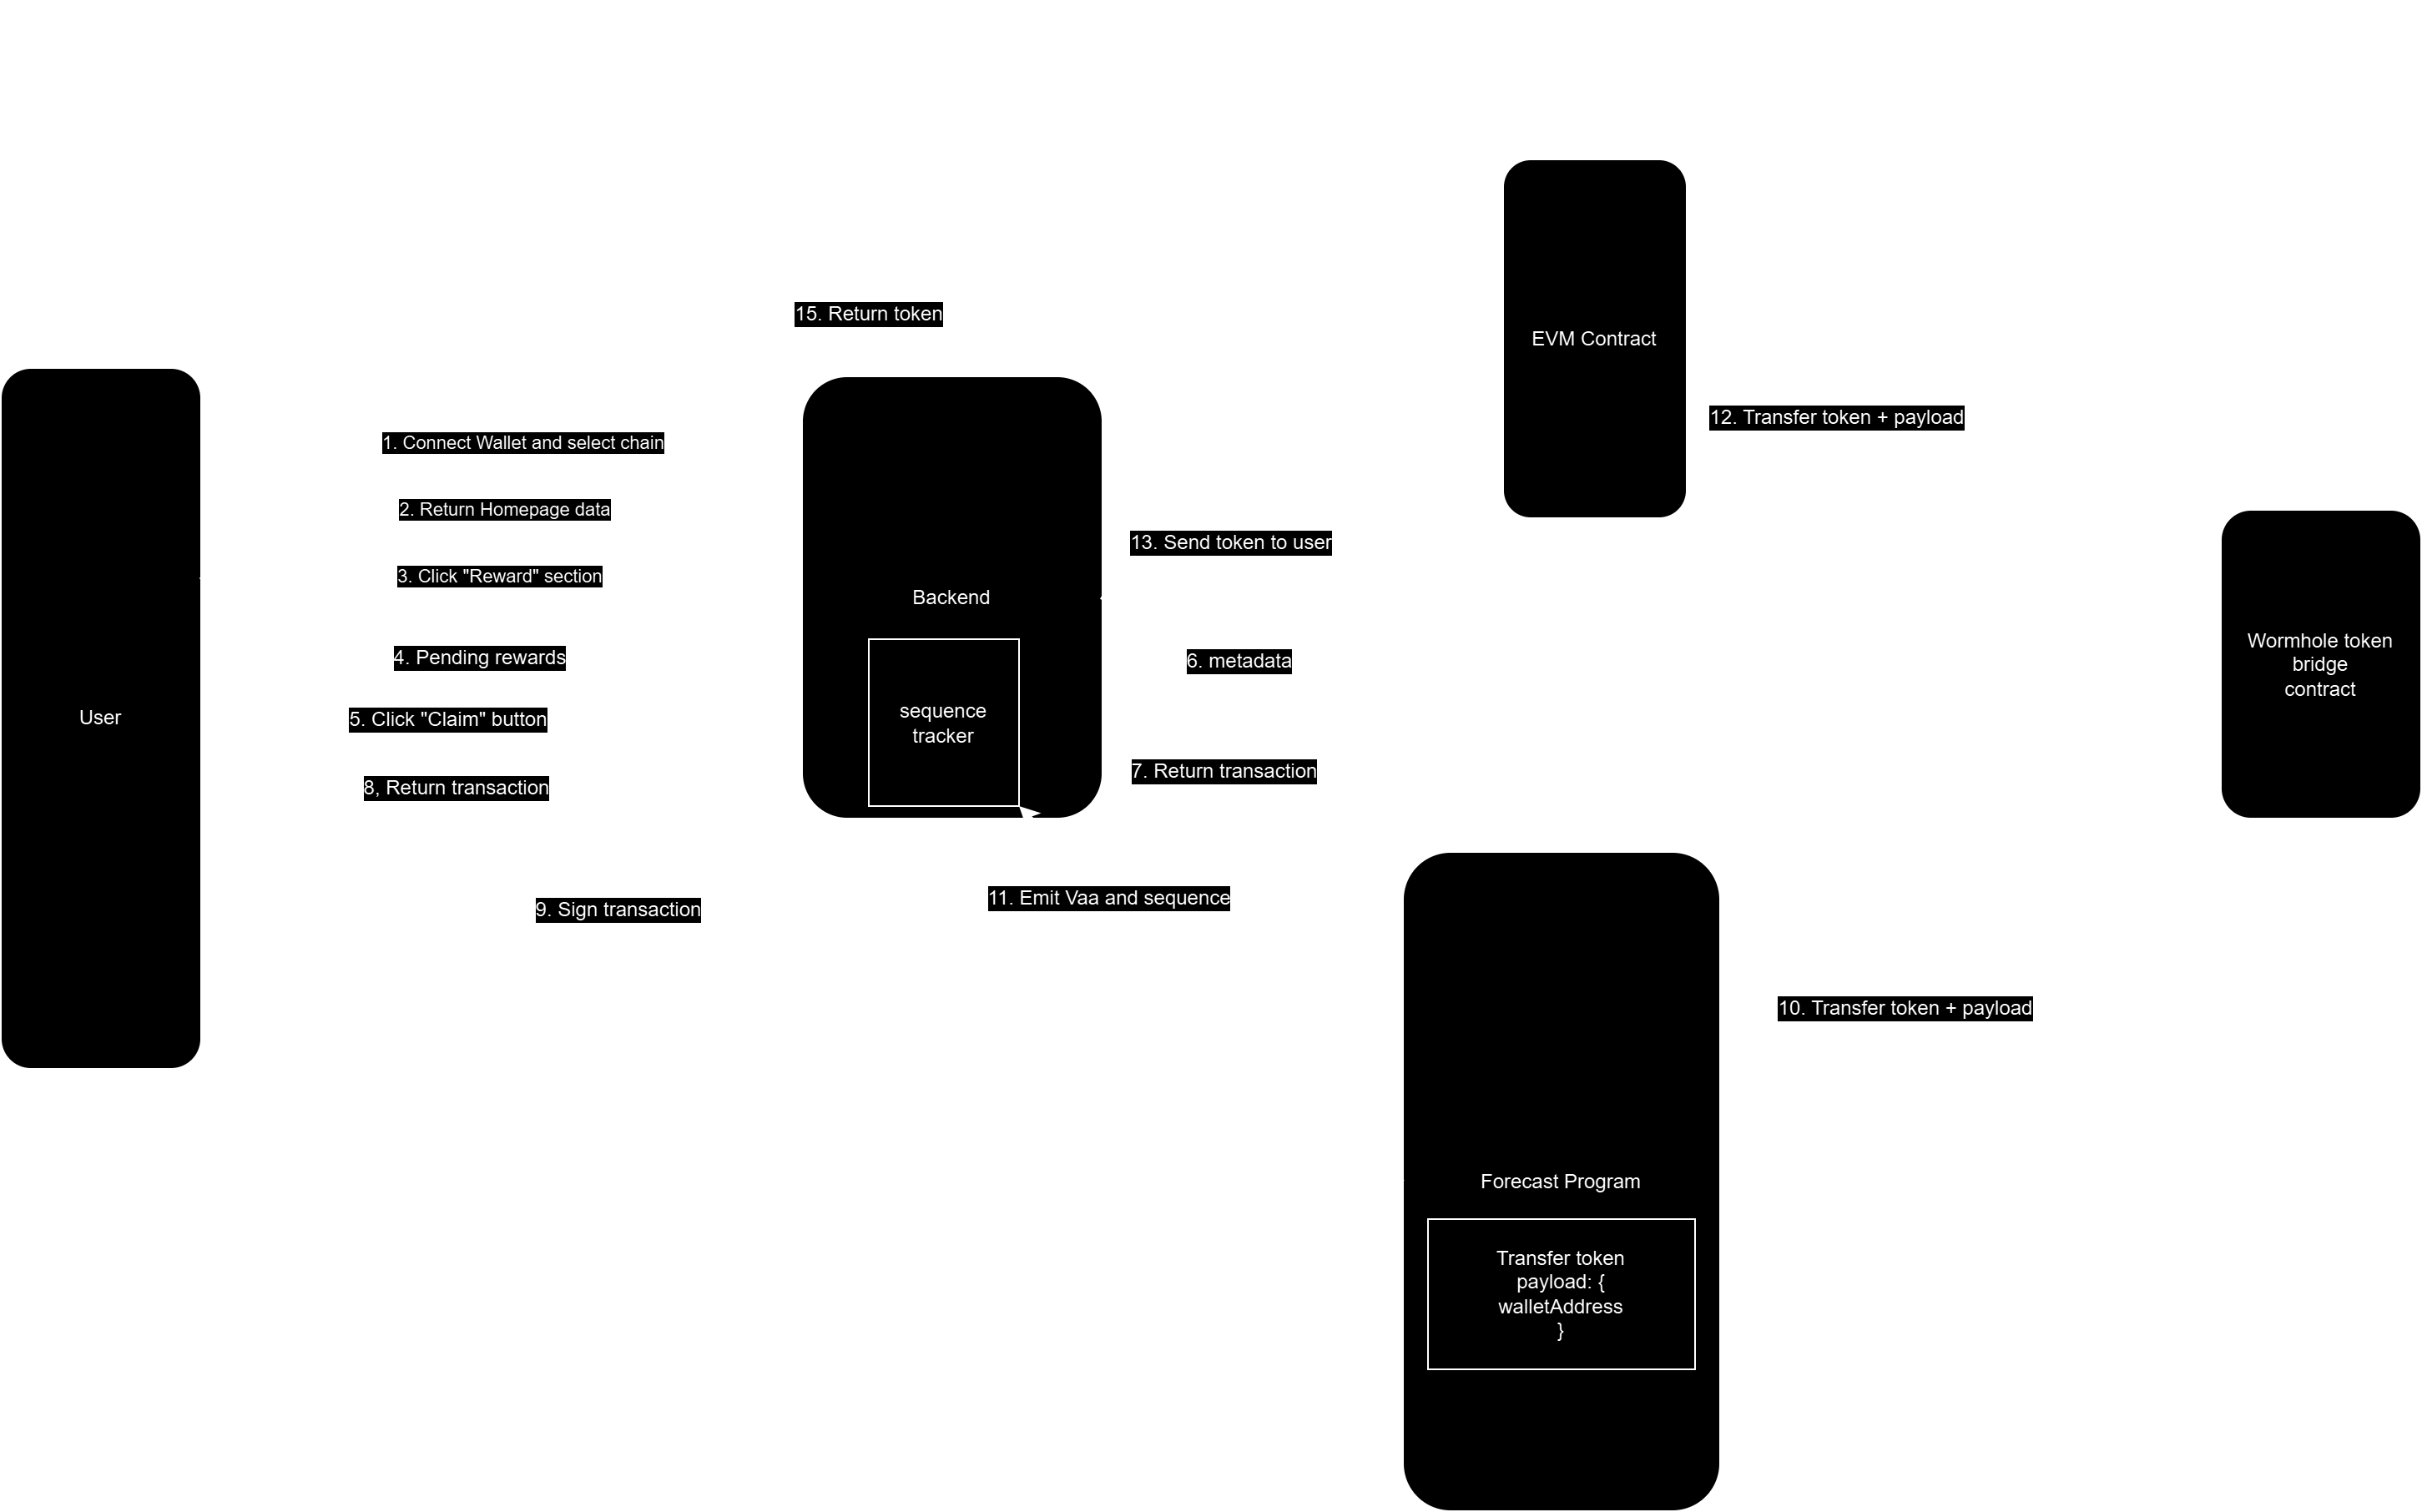 15. Return token
EVM Contract
12. Transfer token + payload
1. Connect Wallet and select chain
2. Return Homepage data
13. Send token to user
3. Click "Reward" section
Backend
4. Pending rewards
6. metadata
Wormhole token
bridge
contract
User
5. Click "Claim" button
sequence
tracker
7. Return transaction
8, Return transaction
9. Sign transaction
11. Emit Vaa and sequence
10. Transfer token + payload
Forecast Program
Transfer token
payload: {
walletAddress
}